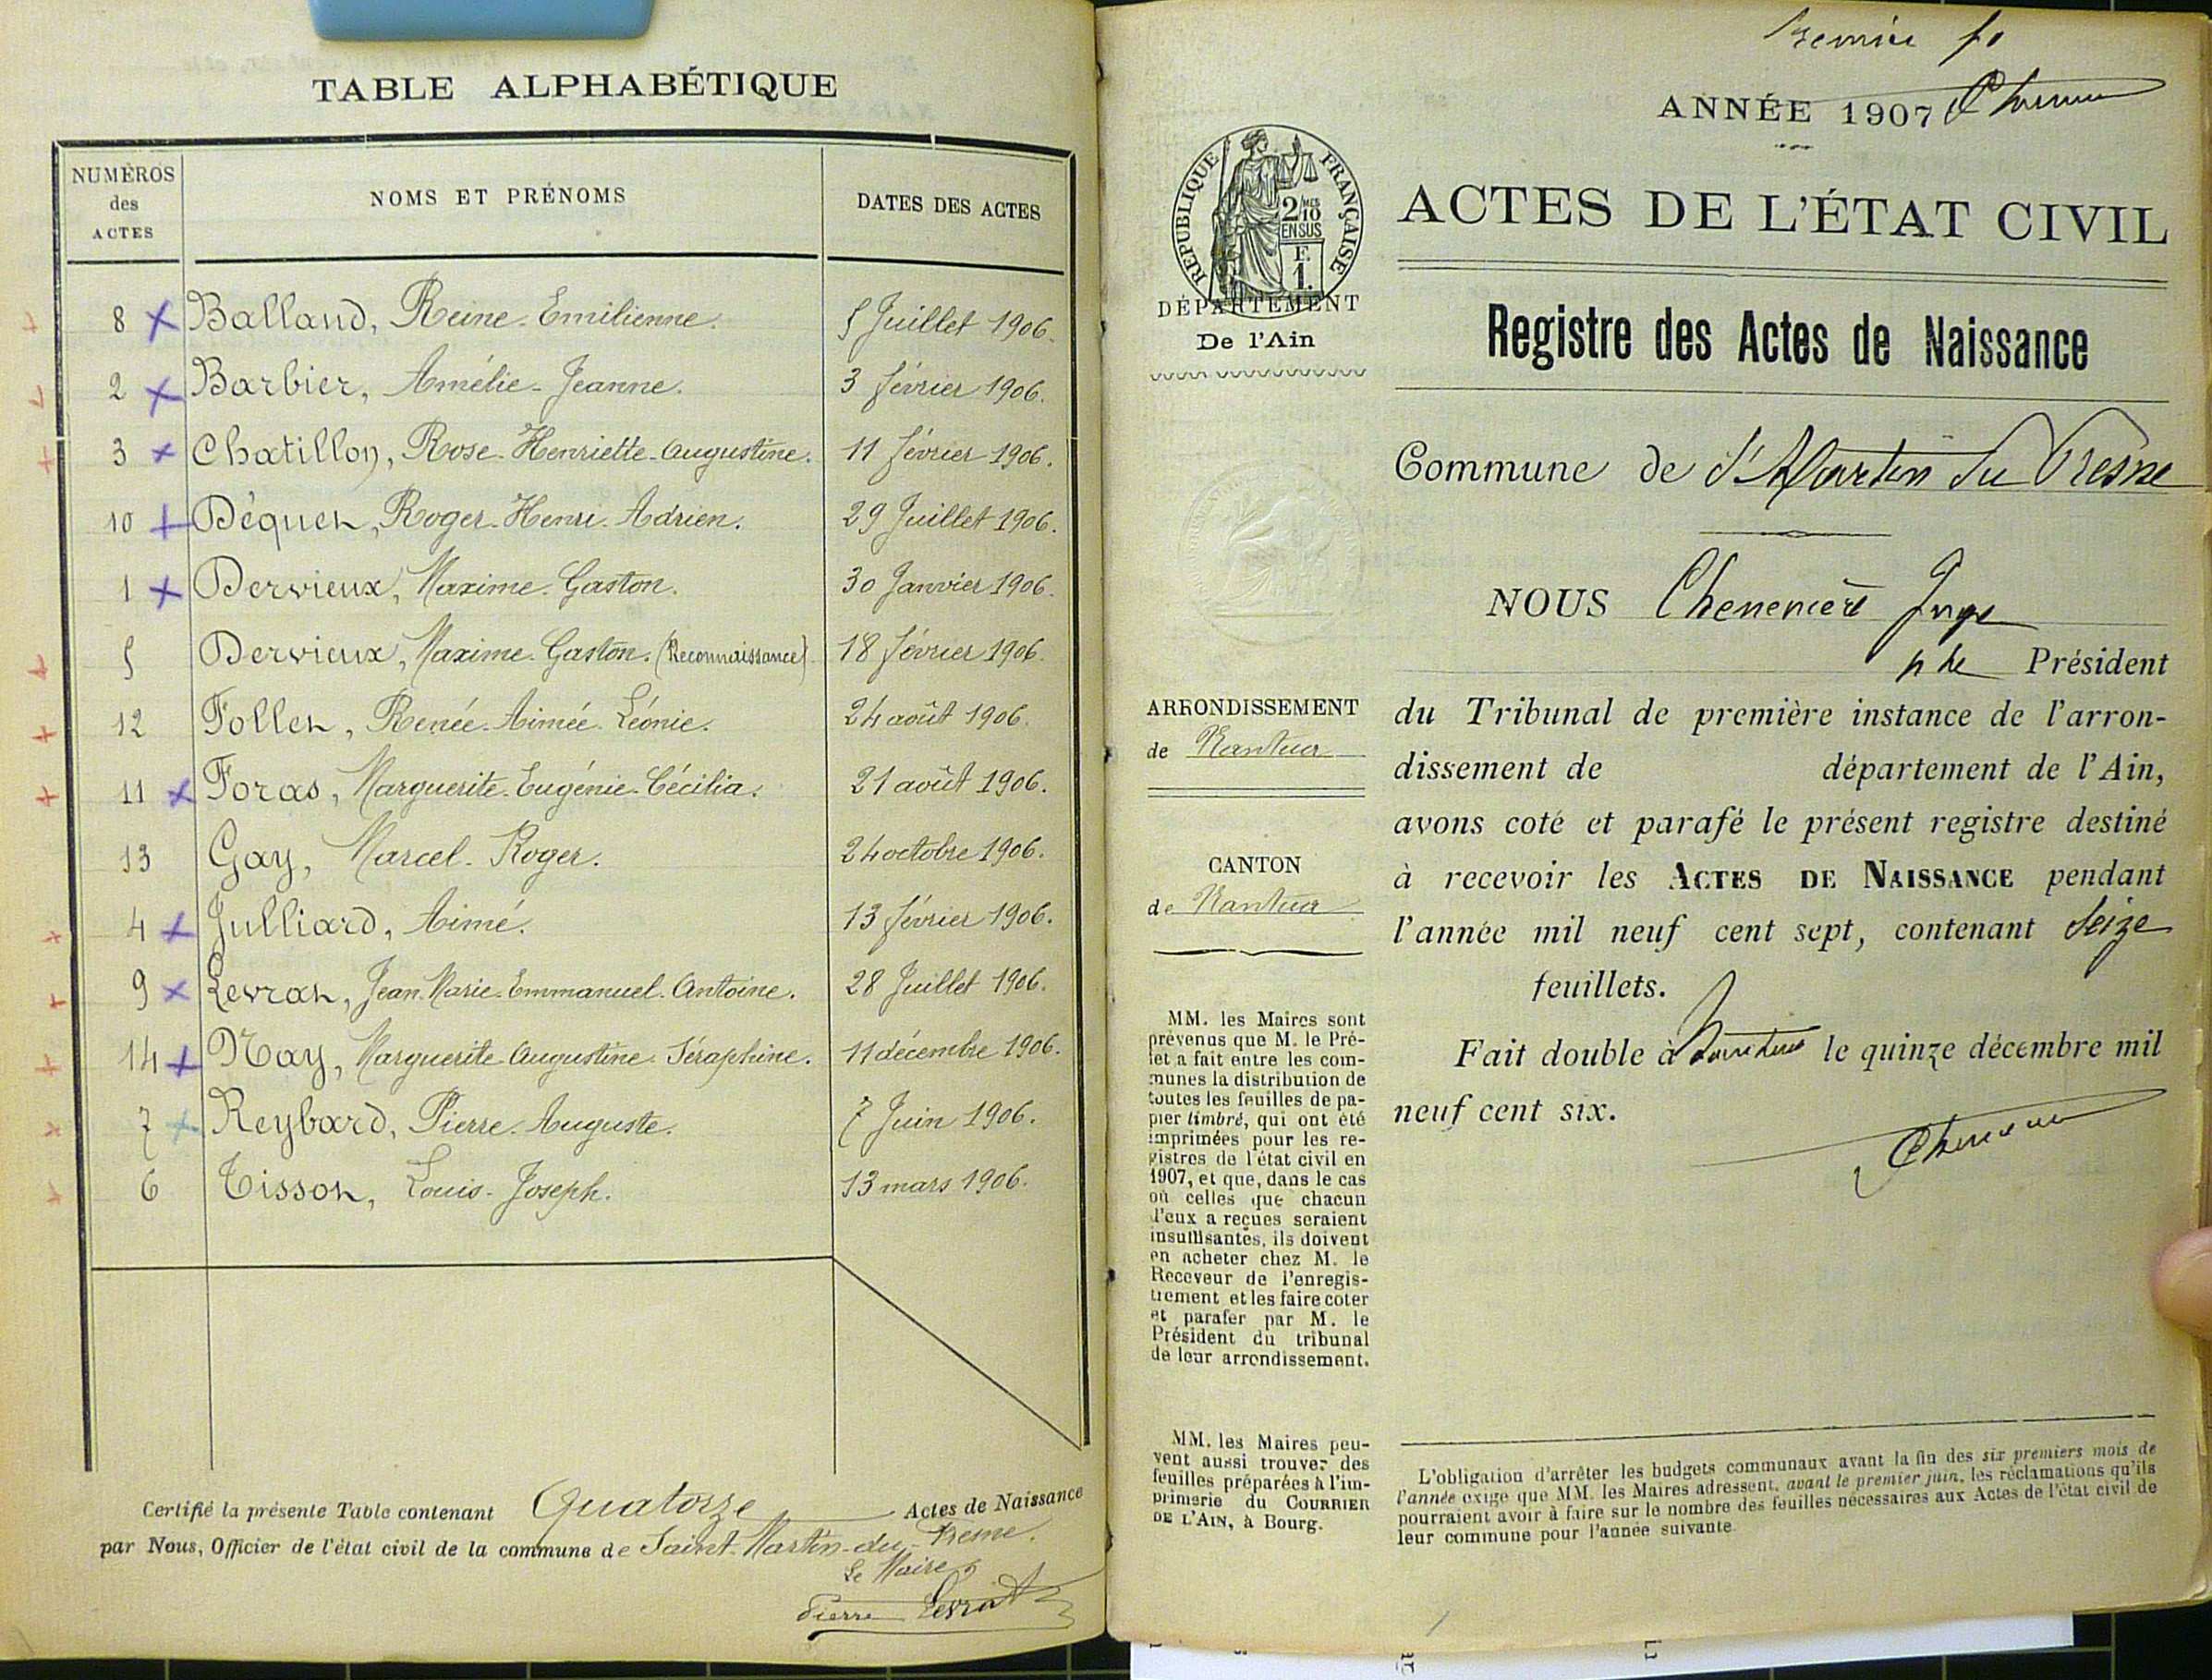 TABLE ALPHABÉTIQUE
NUMÉROS
des
ACTES
NOMS ET PRÉNOMS
DATES DES ACTES
8 Balland, Reine-Emilienne. 5 Juillet 1906.
2 Barbier, Amélie-Jeanne. 3 février 1906.
3 Chatillon, Rose-Henriette-Augustine. 11 février 1906.
10 Déquet, Roger-Henri-Adrien. 29 Juillet 1906.
1 Dervieux, Maxime-Gaston. 30 Janvier 1906.
5 Dervieux, Maxime-Gaston. (Reconnaissance) 18 février 1906.
12 Follet, Renée-Aimée-Léonie. 24 août 1906.
11 Foras, Marguerite-Eugénie-Cécilia. 21 août 1906.
13 Gay, Marcel-Roger. 24 octobre 1906.
4 Julliard, Aimé. 13 février 1906.
9 Levrat, Jean-Marie-Emmanuel-Antoine. 28 Juillet 1906.
14 Nay, Marguerite-Augustine-Séraphine. 11 décembre 1906.
7 Reybard, Pierre-Auguste. 7 Juin 1906.
6 Tissot, Louis-Joseph. 13 mars 1906.
Certifié la présente Table contenant Quatorze Actes de Naissance
par Nous, Officier de l'état civil de la commune de Saint-Martin-du-Fresne.
Le Maire,
Pierre Levrat
ANNÉE 1907
RÉPUBLIQUE FRANÇAISE
2/10 MES
EN SUS
F.
1.
DÉPARTEMENT
De l'Ain
ACTES DE L'ÉTAT CIVIL
Registre des Actes de Naissance
Commune de St Martin du Fresne
NOUS Chenenière Juge
Président
ARRONDISSEMENT
de Nantua
CANTON
de Nantua
du Tribunal de première instance de l'arron-
dissement de département de l'Ain,
avons coté et parafé le présent registre destiné
à recevoir les ACTES DE NAISSANCE pendant
l'année mil neuf cent sept, contenant Seize
feuillets.
Fait double à Nantua le quinze décembre mil
neuf cent six.
MM. les Maires sont
prévenus que M. le Pré-
fet a fait entre les com-
munes la distribution de
toutes les feuilles de pa-
pier timbré, qui ont été
imprimées pour les re-
gistres de l'état civil en
1907, et que, dans le cas
où celles que chacun
d'eux a reçues seraient
insuffisantes, ils doivent
en acheter chez M. le
Receveur de l'enregis-
trement et les faire coter
et parafer par M. le
Président du tribunal
de leur arrondissement.
MM. les Maires peu-
vent aussi trouver des
feuilles préparées à l'im-
primerie du COURRIER
DE L'AIN, à Bourg.
L'obligation d'arrêter les budgets communaux avant la fin des six premiers mois de
l'année exige que MM. les Maires adressent, avant le premier juin, les réclamations qu'ils
pourraient avoir à faire sur le nombre des feuilles nécessaires aux Actes de l'état civil de
leur commune pour l'année suivante.